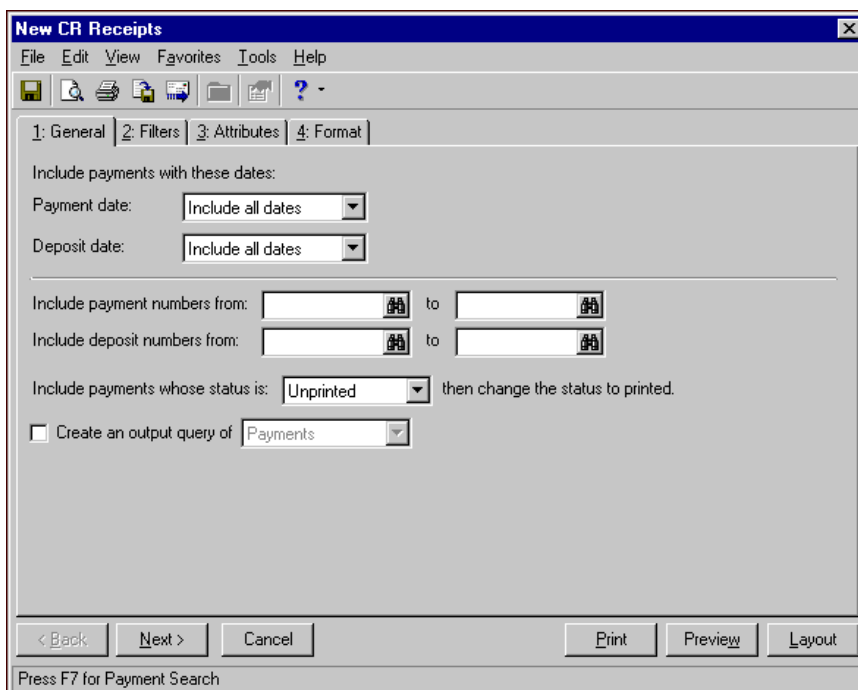 New CR Receipts
File Edit View Favorites Tools Help
?
1: General 2: Filters 3: Attributes 4: Format
Include payments with these dates:
Payment date: Include all dates
Deposit date: Include all dates
Include payment numbers from: to
Include deposit numbers from: to
Include payments whose status is: Unprinted then change the status to printed.
Create an output query of Payments
< Back Next > Cancel Print Preview Layout
Press F7 for Payment Search